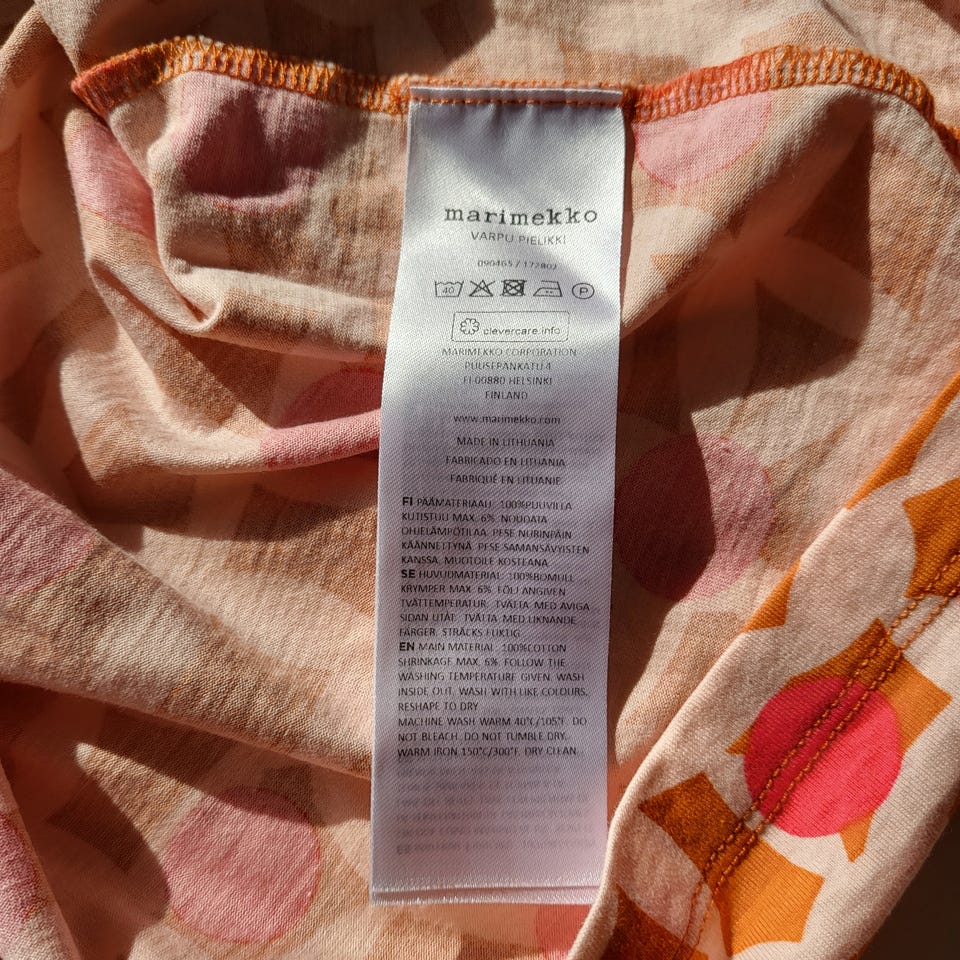 marimekko
VARPU PIELIKKI
090465 / 172802
40 P
clevercare.info
MARIMEKKO CORPORATION
PUUSEPÄNKATU 4
FI-00880 HELSINKI
FINLAND
www.marimekko.com
MADE IN LITHUANIA
FABRICADO EN LITUANIA
FABRIQUÉ EN LITUANIE
FI PÄÄMATERIAALI: 100%PUUVILLA
KUTISTUU MAX. 6%. NOUDATA
OHJELÄMPÖTILAA. PESE NURINPÄIN
KÄÄNNETTYNÄ. PESE SAMANSÄVYISTEN
KANSSA. MUOTOILE KOSTEANA.
SE HUVUDMATERIAL: 100%BOMULL
KRYMPER MAX. 6%. FÖLJ ANGIVEN
TVÄTTEMPERATUR. TVÄTTA MED AVIGA
SIDAN UTÅT. TVÄTTA MED LIKNANDE
FÄRGER. STRÄCKS FUKTIG.
EN MAIN MATERIAL: 100%COTTON
SHRINKAGE MAX. 6%. FOLLOW THE
WASHING TEMPERATURE GIVEN. WASH
INSIDE OUT. WASH WITH LIKE COLOURS.
RESHAPE TO DRY
MACHINE WASH WARM 40°C/105°F. DO
NOT BLEACH. DO NOT TUMBLE DRY.
WARM IRON 150°C/300°F. DRY CLEAN.